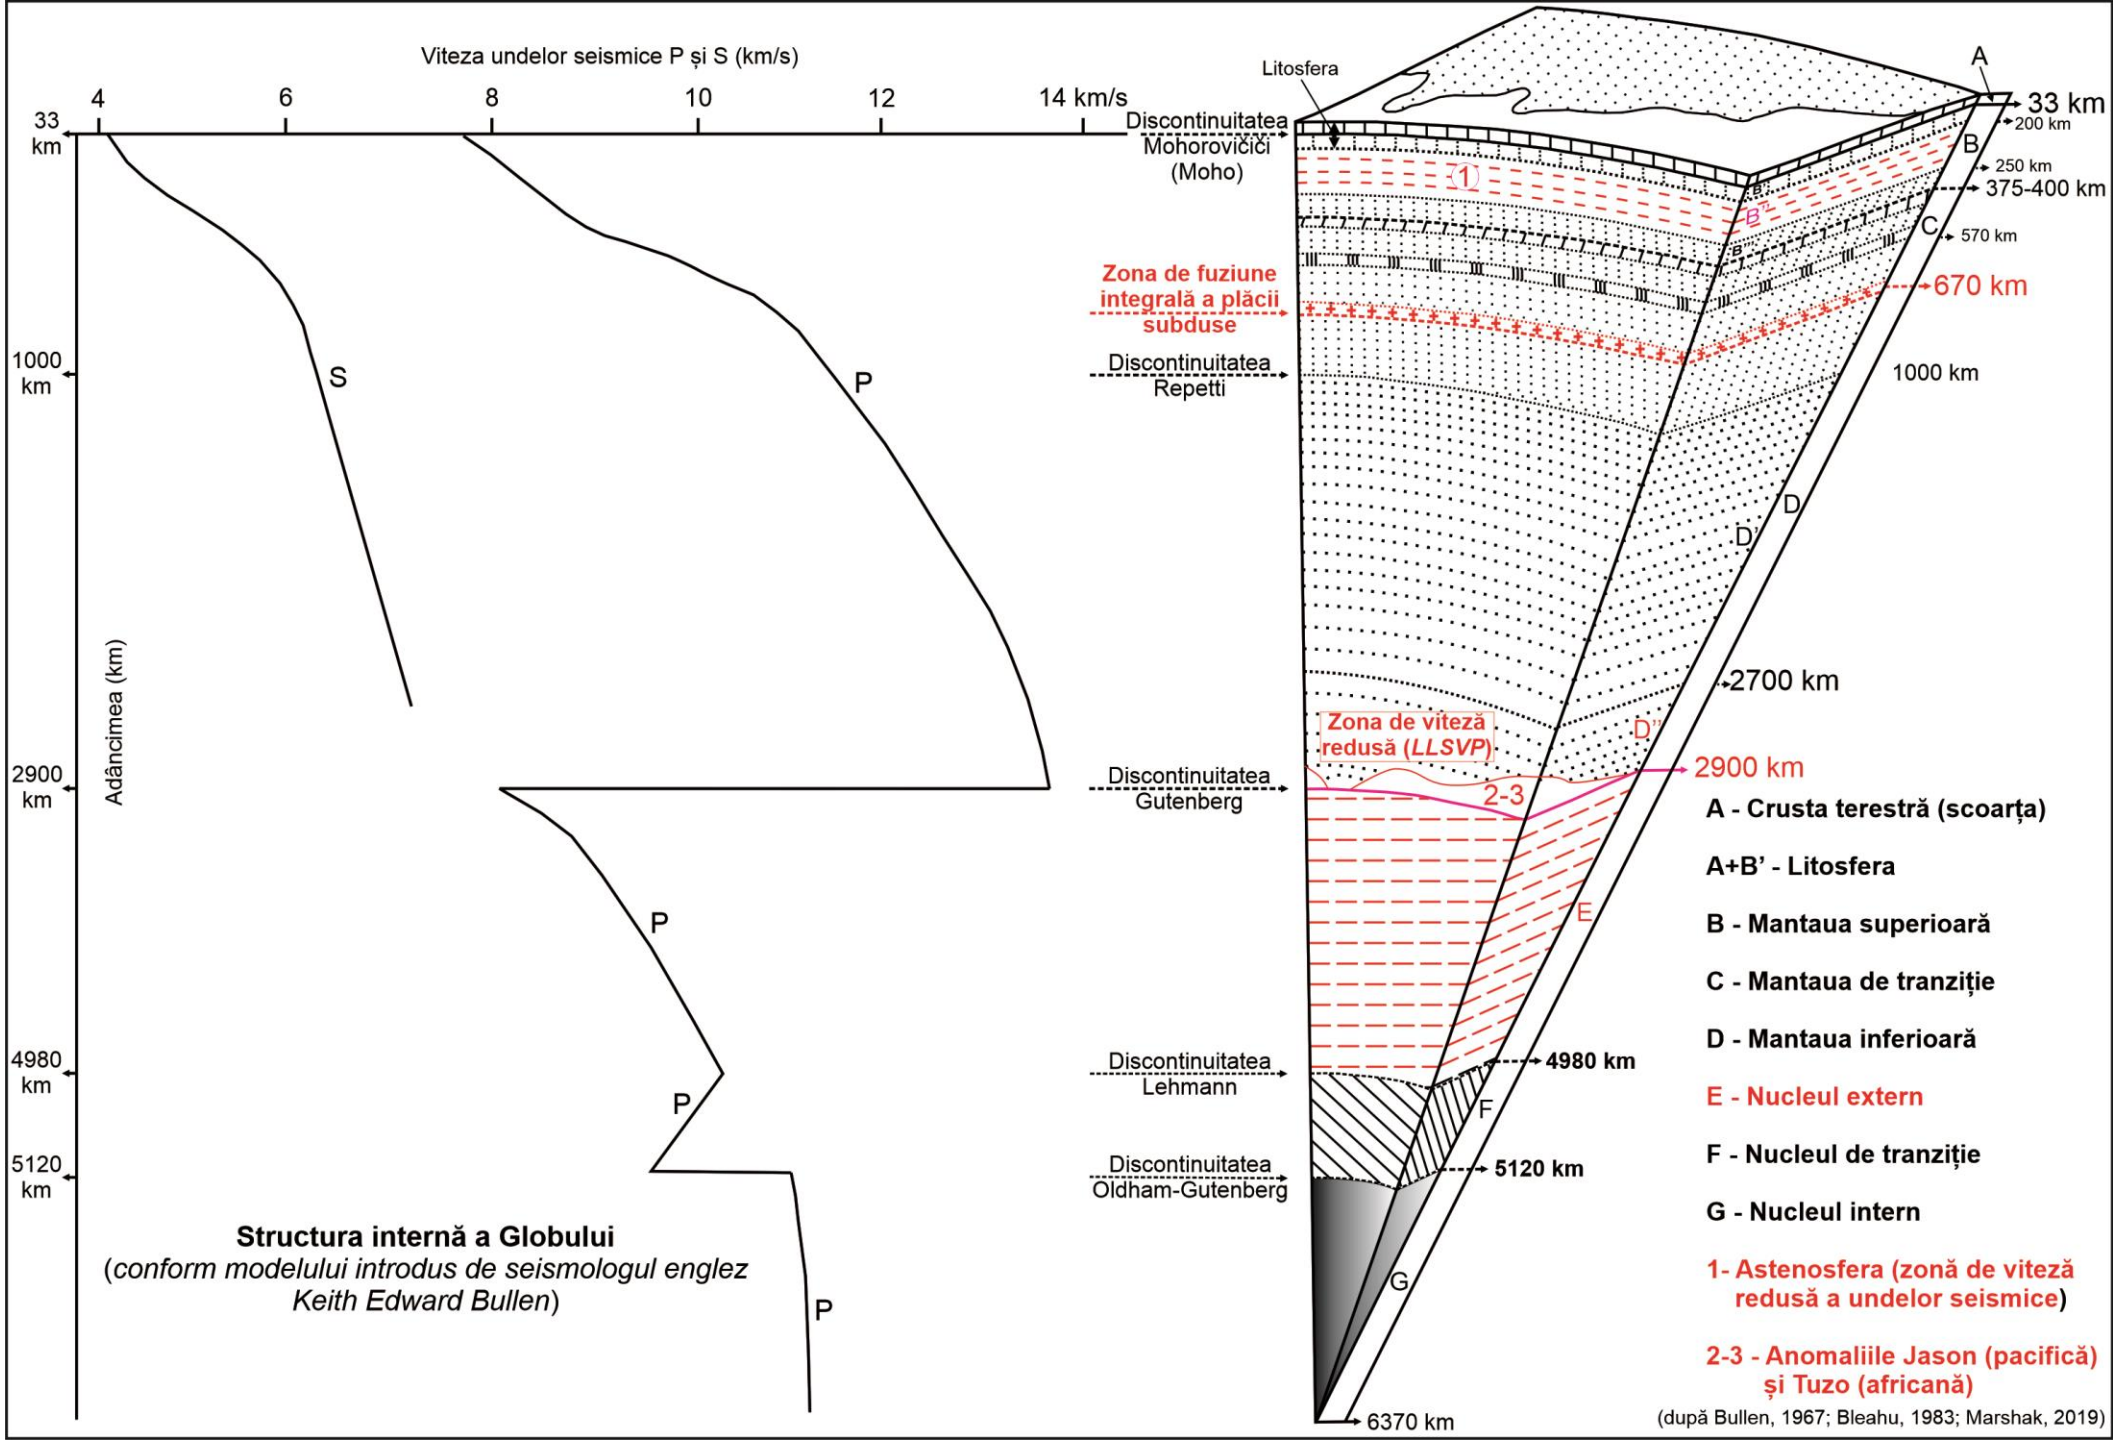 Viteza undelor seismice P și S (km/s)
4 6 8 10 12 14 km/s
33
km
1000
km
2900
km
4980
km
5120
km
Adâncimea (km)
S
P
P
P
P
Structura internă a Globului
(conform modelului introdus de seismologul englez
Keith Edward Bullen)
Litosfera
Discontinuitatea
Mohorovičiči
(Moho)
Zona de fuziune
integrală a plăcii
subduse
Discontinuitatea
Repetti
Discontinuitatea
Gutenberg
Discontinuitatea
Lehmann
Discontinuitatea
Oldham-Gutenberg
1
Zona de viteză
redusă (LLSVP)
2-3
A
33 km
200 km
B
250 km
375-400 km
C
570 km
670 km
1000 km
B'
B''
D
D'
2700 km
D''
2900 km
E
4980 km
F
5120 km
G
6370 km
A - Crusta terestră (scoarța)
A+B' - Litosfera
B - Mantaua superioară
C - Mantaua de tranziție
D - Mantaua inferioară
E - Nucleul extern
F - Nucleul de tranziție
G - Nucleul intern
1- Astenosfera (zonă de viteză
redusă a undelor seismice)
2-3 - Anomaliile Jason (pacifică)
și Tuzo (africană)
(după Bullen, 1967; Bleahu, 1983; Marshak, 2019)